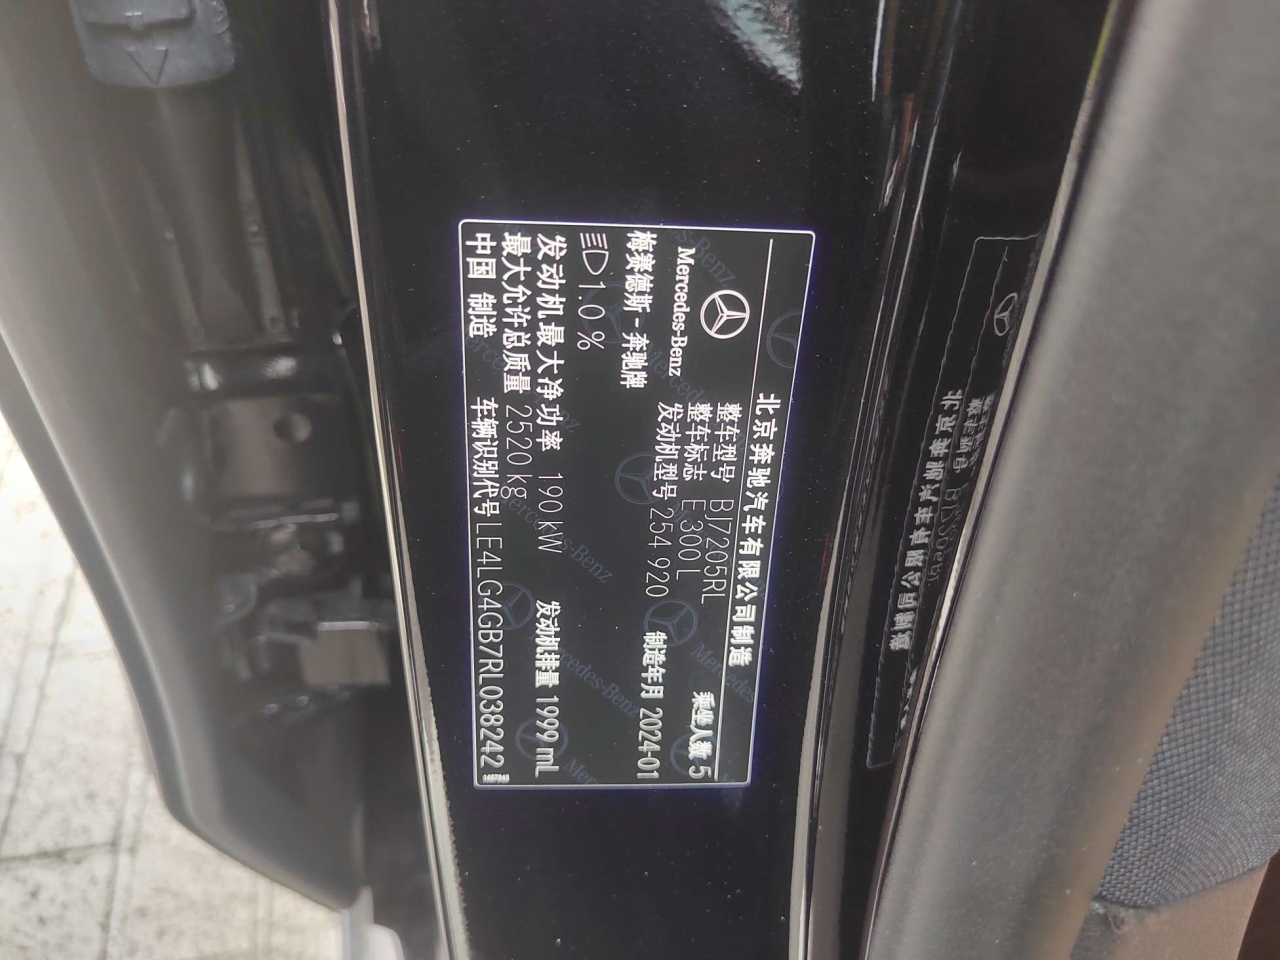 北京奔驰汽车有限公司制造
Mercedes-Benz
整车型号 BJ7205RL
乘坐人数 5
整车标志 E 300 L
梅赛德斯-奔驰牌
发动机型号 254 920
制造年月 2024-01
1.0%
发动机最大净功率 190 kW
发动机排量 1999 mL
最大允许总质量 2520 kg
中国 制造
车辆识别代号 LE4LG4GB7RL038242